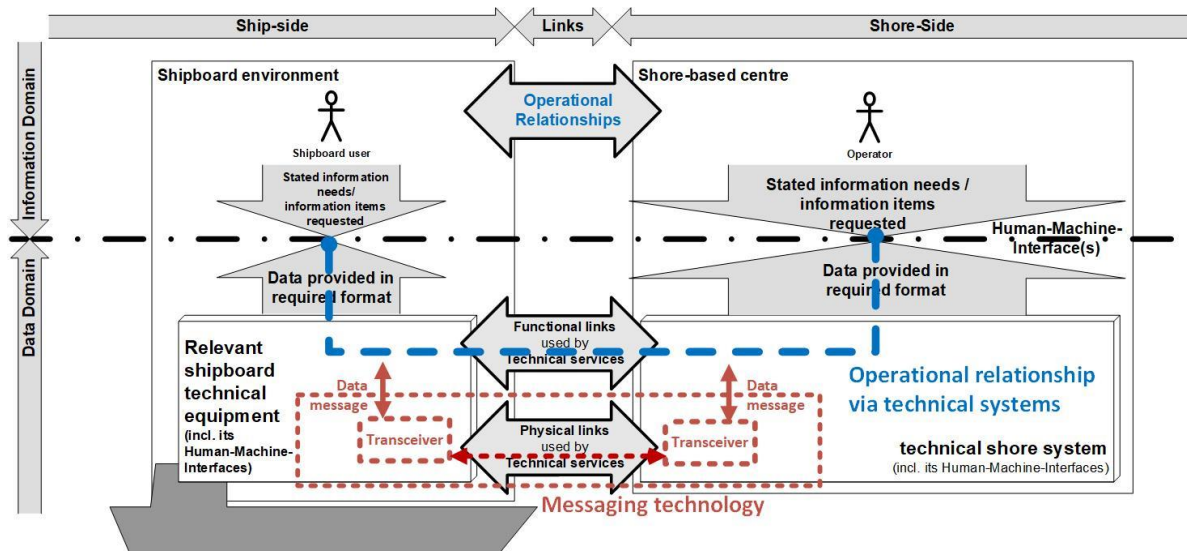 Ship-side
Links
Shore-Side
Information Domain
Data Domain
Shipboard environment
Shore-based centre
Operational
Relationships
Shipboard user
Operator
Stated information
needs/
information items
requested
Stated information needs /
information items
requested
Human-Machine-
Interface(s)
Data provided in
required format
Data provided in
required format
Relevant
shipboard
technical
equipment
(incl. its
Human-Machine-
Interfaces)
Functional links
used by
Technical services
Data
message
Data
message
Operational relationship
via technical systems
Transceiver
Physical links
used by
Technical services
Transceiver
technical shore system
(incl. its Human-Machine-Interfaces)
Messaging technology